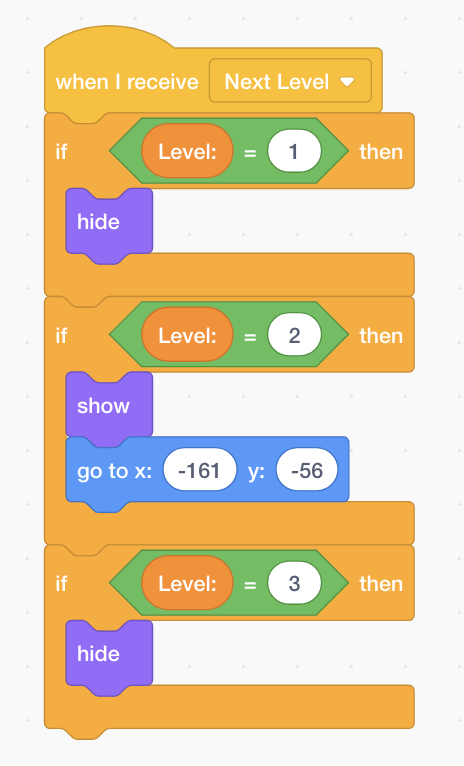 when I receive Next Level
if Level: = 1 then
hide
if Level: = 2 then
show
go to x: -161 y: -56
if Level: = 3 then
hide